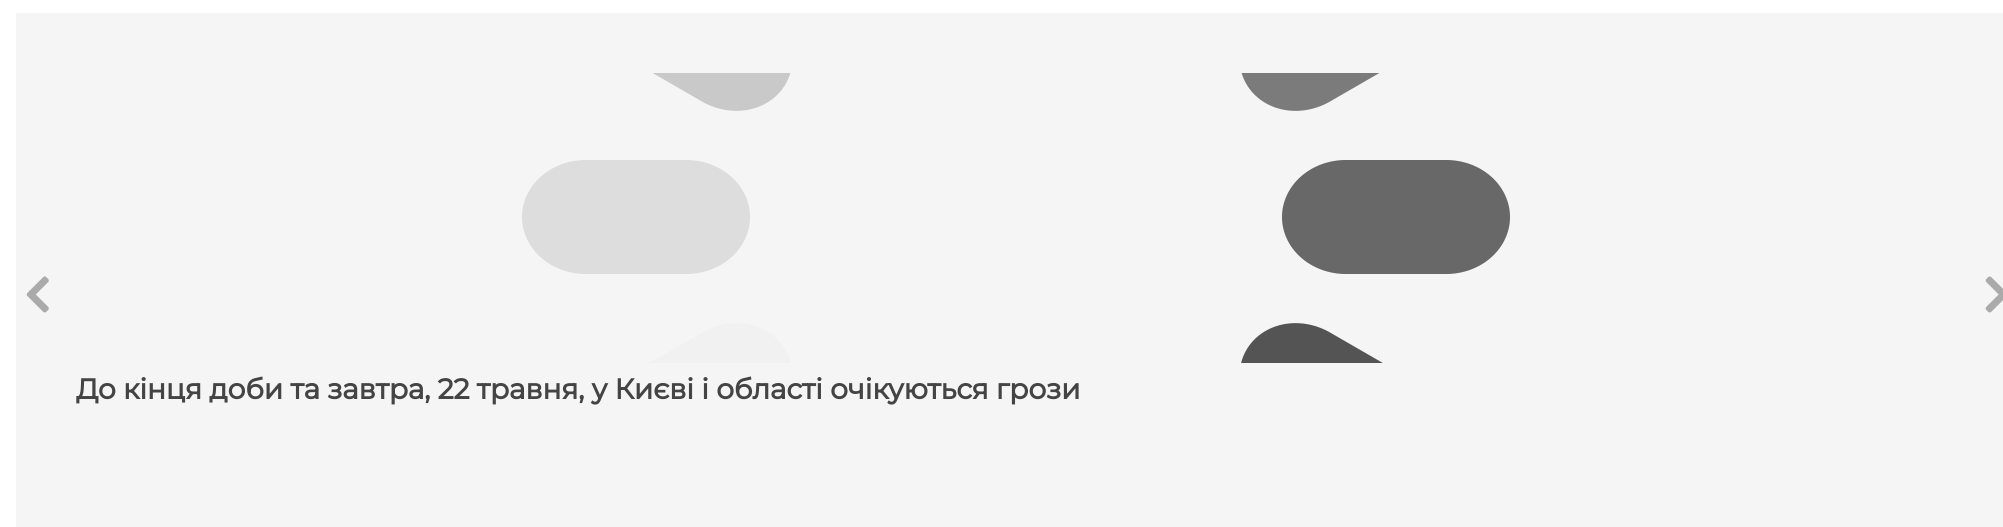 До кінця доби та завтра, 22 травня, у Києві і області очікуються грози